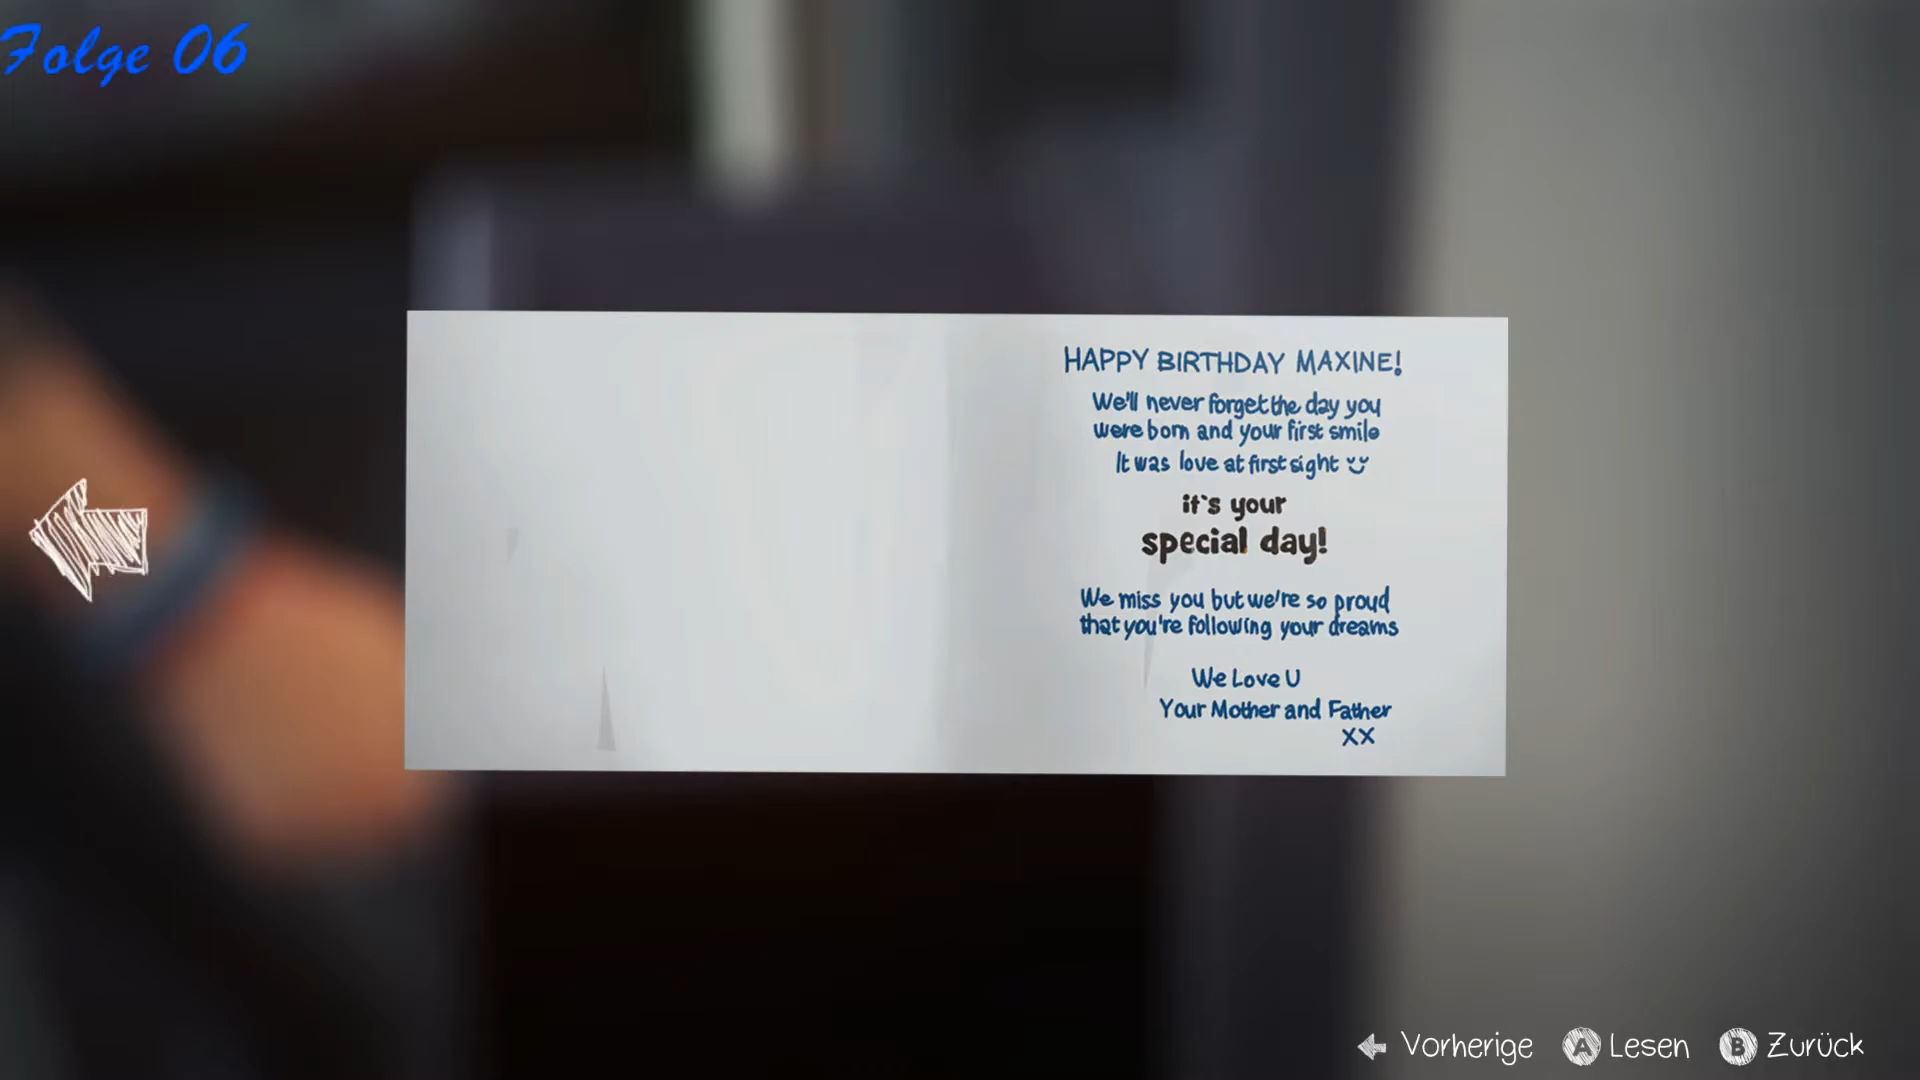 Folge 06
HAPPY BIRTHDAY MAXINE!
We'll never forget the day you
were born and your first smile
It was love at first sight
it's your
special day!
We miss you but we're so proud
that you're following your dreams
We Love U
Your Mother and Father
XX
Vorherige
A Lesen
B Zurück